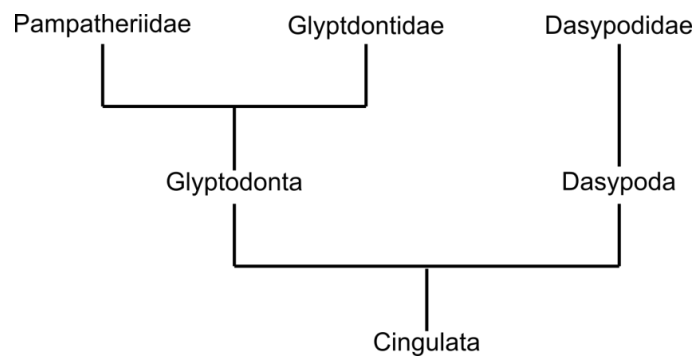 Pampatheriidae Glyptdontidae Dasypodidae
Glyptodonta Dasypoda
Cingulata